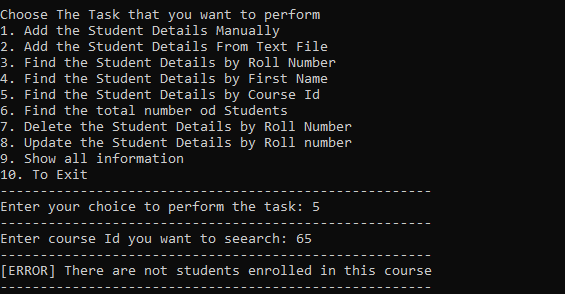 Choose The Task that you want to perform
1. Add the Student Details Manually
2. Add the Student Details From Text File
3. Find the Student Details by Roll Number
4. Find the Student Details by First Name
5. Find the Student Details by Course Id
6. Find the total number od Students
7. Delete the Student Details by Roll Number
8. Update the Student Details by Roll number
9. Show all information
10. To Exit
------------------------------------------------------
Enter your choice to perform the task: 5
------------------------------------------------------
Enter course Id you want to seearch: 65
------------------------------------------------------
[ERROR] There are not students enrolled in this course
------------------------------------------------------